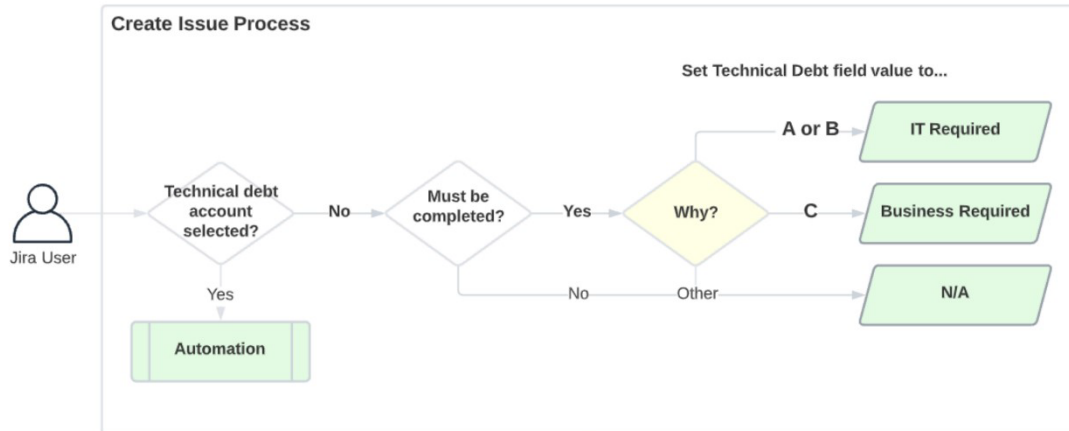 Create Issue Process
Set Technical Debt field value to...
A or B
IT Required
Technical debt
account
selected?
No
Must be
completed?
Yes
Why?
C
Business Required
Jira User
Yes
No
Other
N/A
Automation